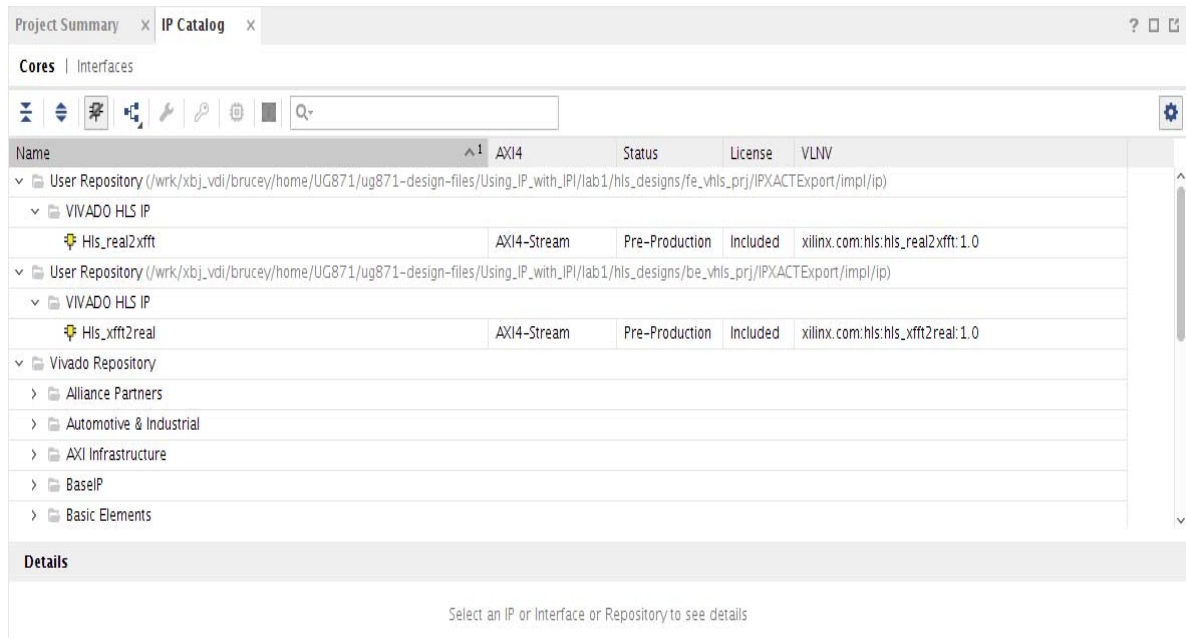 Project Summary × IP Catalog ×
Cores | Interfaces
Name 1 AXI4 Status License VLNV
User Repository (/wrk/xbj_vdi/brucey/home/UG871/ug871-design-files/Using_IP_with_IPI/lab1/hls_designs/fe_vhls_prj/IPXACTExport/impl/ip)
VIVADO HLS IP
Hls_real2xfft AXI4-Stream Pre-Production Included xilinx.com:hls:hls_real2xfft:1.0
User Repository (/wrk/xbj_vdi/brucey/home/UG871/ug871-design-files/Using_IP_with_IPI/lab1/hls_designs/be_vhls_prj/IPXACTExport/impl/ip)
VIVADO HLS IP
Hls_xfft2real AXI4-Stream Pre-Production Included xilinx.com:hls:hls_xfft2real:1.0
Vivado Repository
Alliance Partners
Automotive & Industrial
AXI Infrastructure
BaseIP
Basic Elements
Details
Select an IP or Interface or Repository to see details